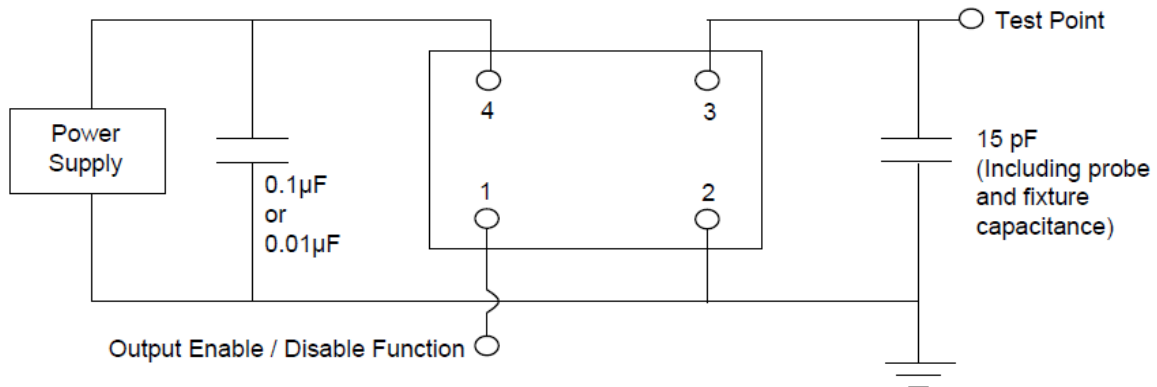 Test Point
4
3
Power
Supply
15 pF
(Including probe
and fixture
capacitance)
0.1µF
or
0.01µF
1
2
Output Enable / Disable Function